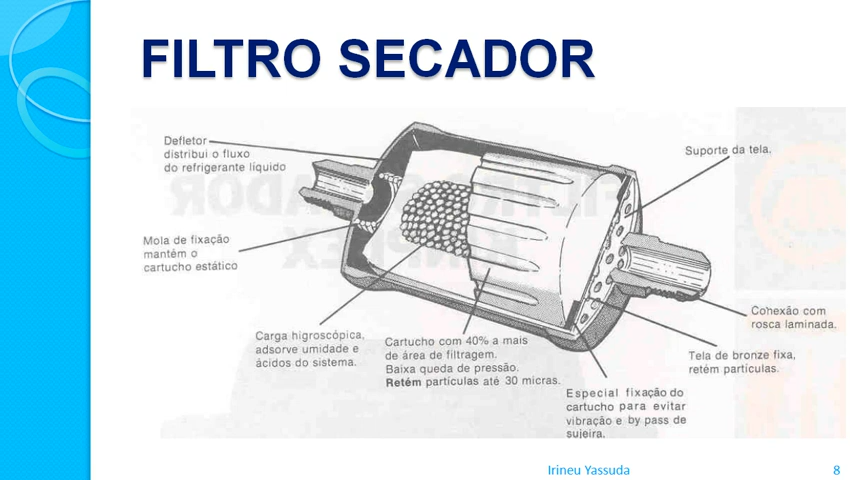 FILTRO SECADOR
Defletor
distribui o fluxo
do refrigerante líquido
Suporte da tela.
Mola de fixação
mantém o
cartucho estático
Carga higroscópica,
adsorve umidade e
ácidos do sistema.
Cartucho com 40% a mais
de área de filtragem.
Baixa queda de pressão.
Retém partículas até 30 micras.
Conexão com
rosca laminada.
Tela de bronze fixa,
retém partículas.
Especial fixação do
cartucho para evitar
vibração e by pass de
sujeira.
Irineu Yassuda
8